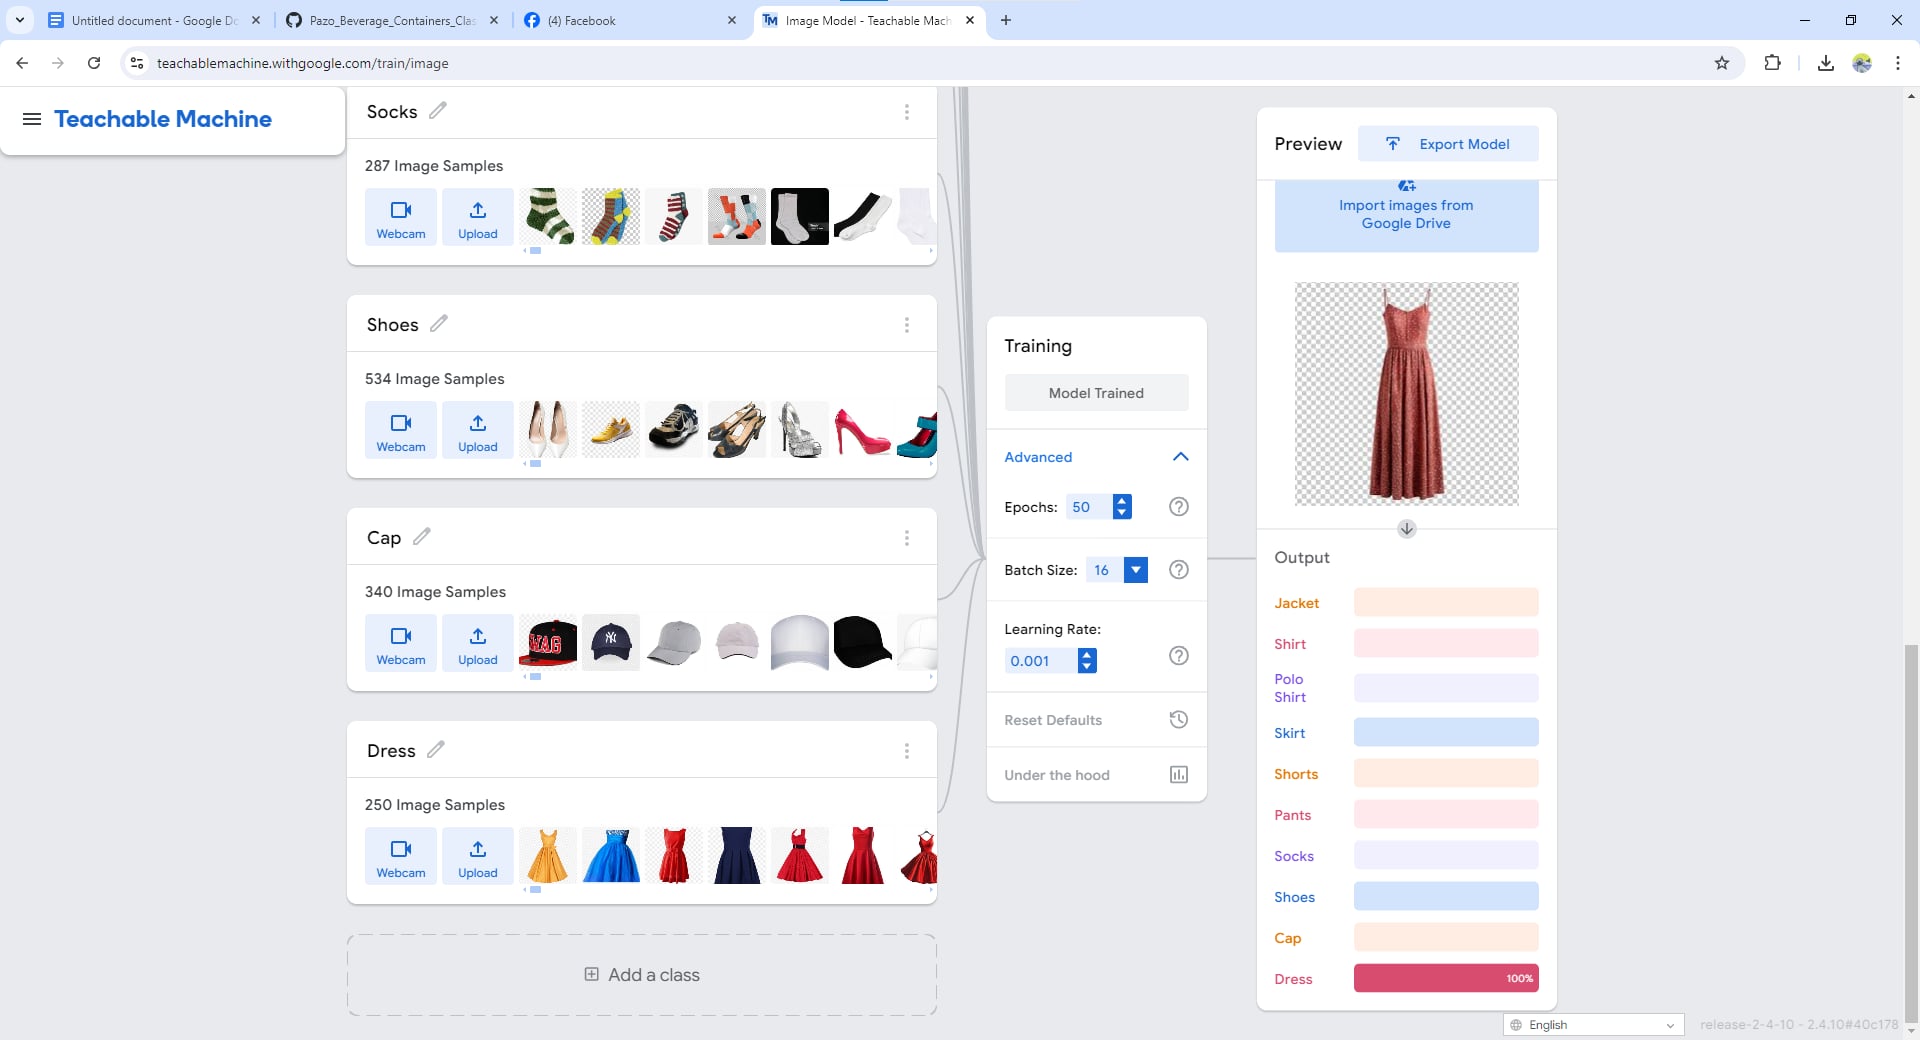 Untitled document - Google Do
Pazo_Beverage_Containers_Clas
(4) Facebook
TM
Image Model - Teachable Mach
teachablemachine.withgoogle.com/train/image
Teachable Machine
Socks
287 Image Samples
Webcam
Upload
Shoes
534 Image Samples
Webcam
Upload
Cap
340 Image Samples
Webcam
Upload
Dress
250 Image Samples
Webcam
Upload
Add a class
Training
Model Trained
Advanced
Epochs: 50
Batch Size: 16
Learning Rate:
0.001
Reset Defaults
Under the hood
Preview
Export Model
Import images from
Google Drive
Output
Jacket
Shirt
Polo
Shirt
Skirt
Shorts
Pants
Socks
Shoes
Cap
Dress 100%
English
release-2-4-10 - 2.4.10#40c178